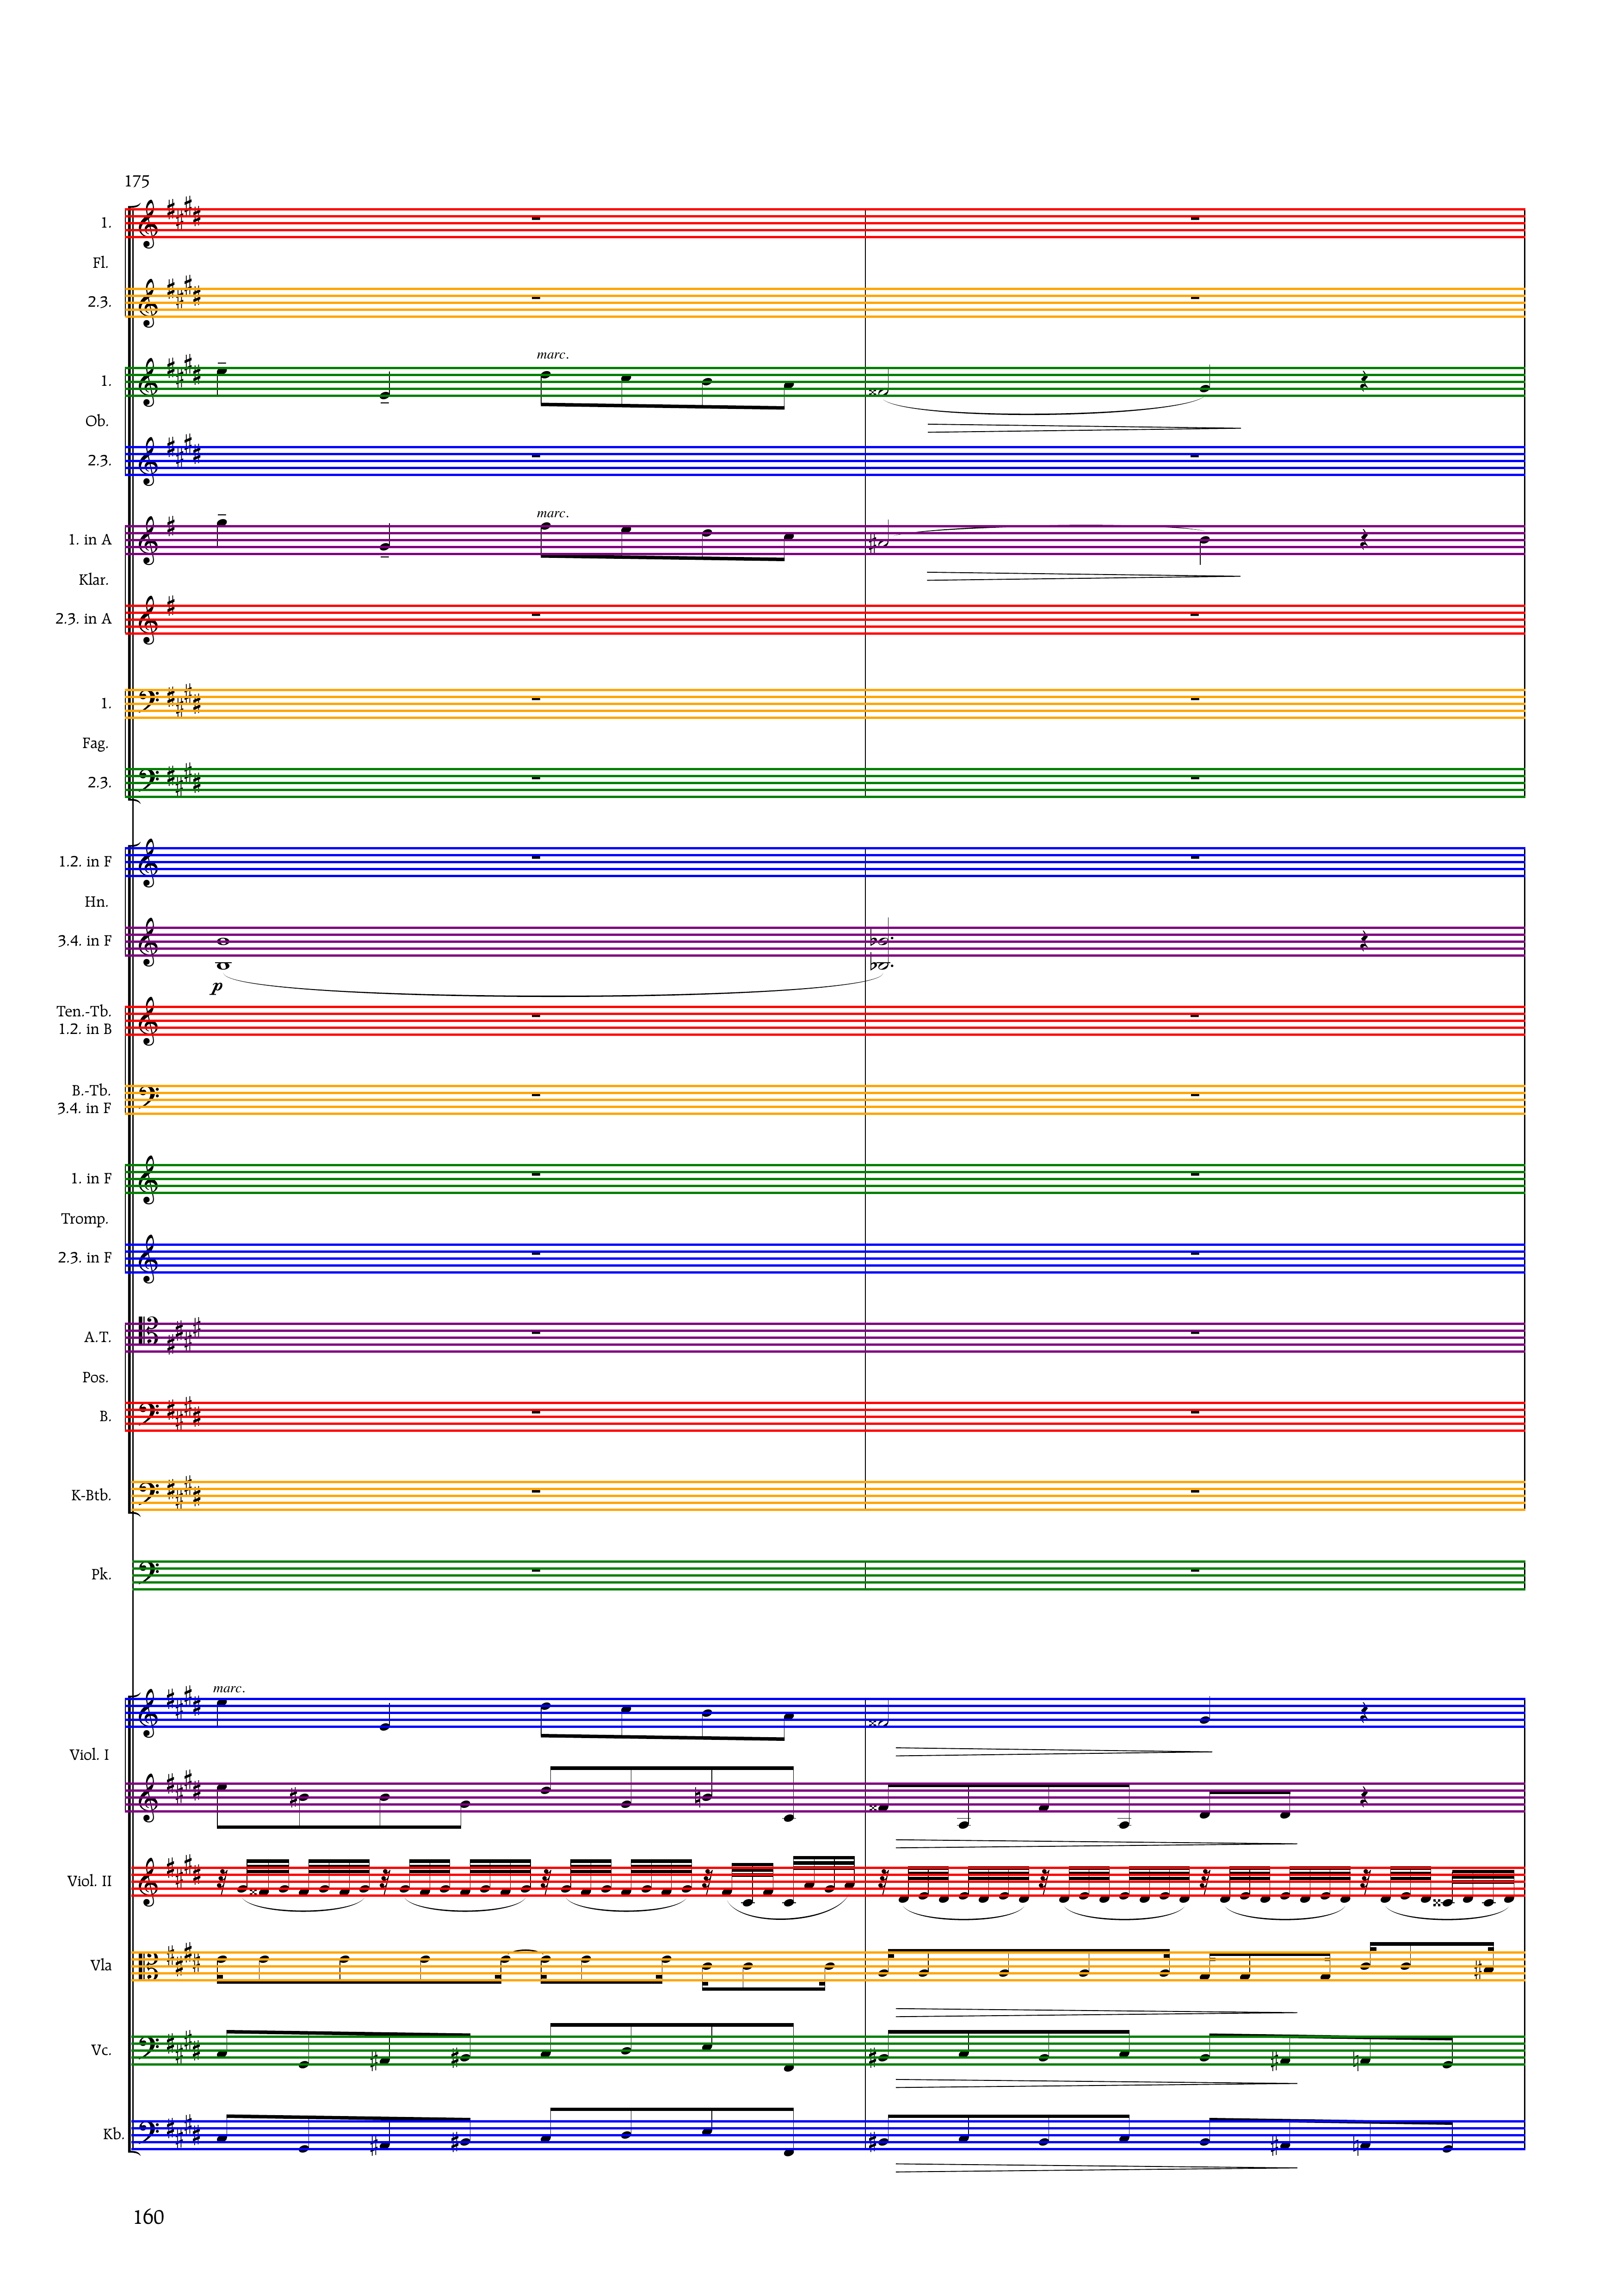 175
1.
Fl.
2.3.
marc.
1.
Ob.
2.3.
marc.
1. in A
Klar.
2.3. in A
1.
Fag.
2.3.
1.2. in F
Hn.
3.4. in F
p
Ten.-Tb.
1.2. in B
B.-Tb.
3.4. in F
1. in F
Tromp.
2.3. in F
A.T.
Pos.
B.
K-Btb.
Pk.
marc.
Viol. I
Viol. II
Vla
Vc.
Kb.
160